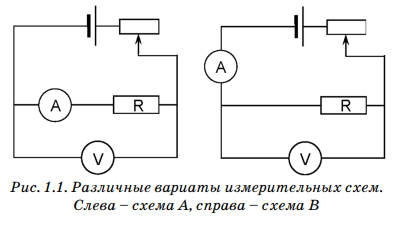 A R
V
A
R
V
Рис. 1.1. Различные вариаты измерительных схем.
Слева – схема А, справа – схема В